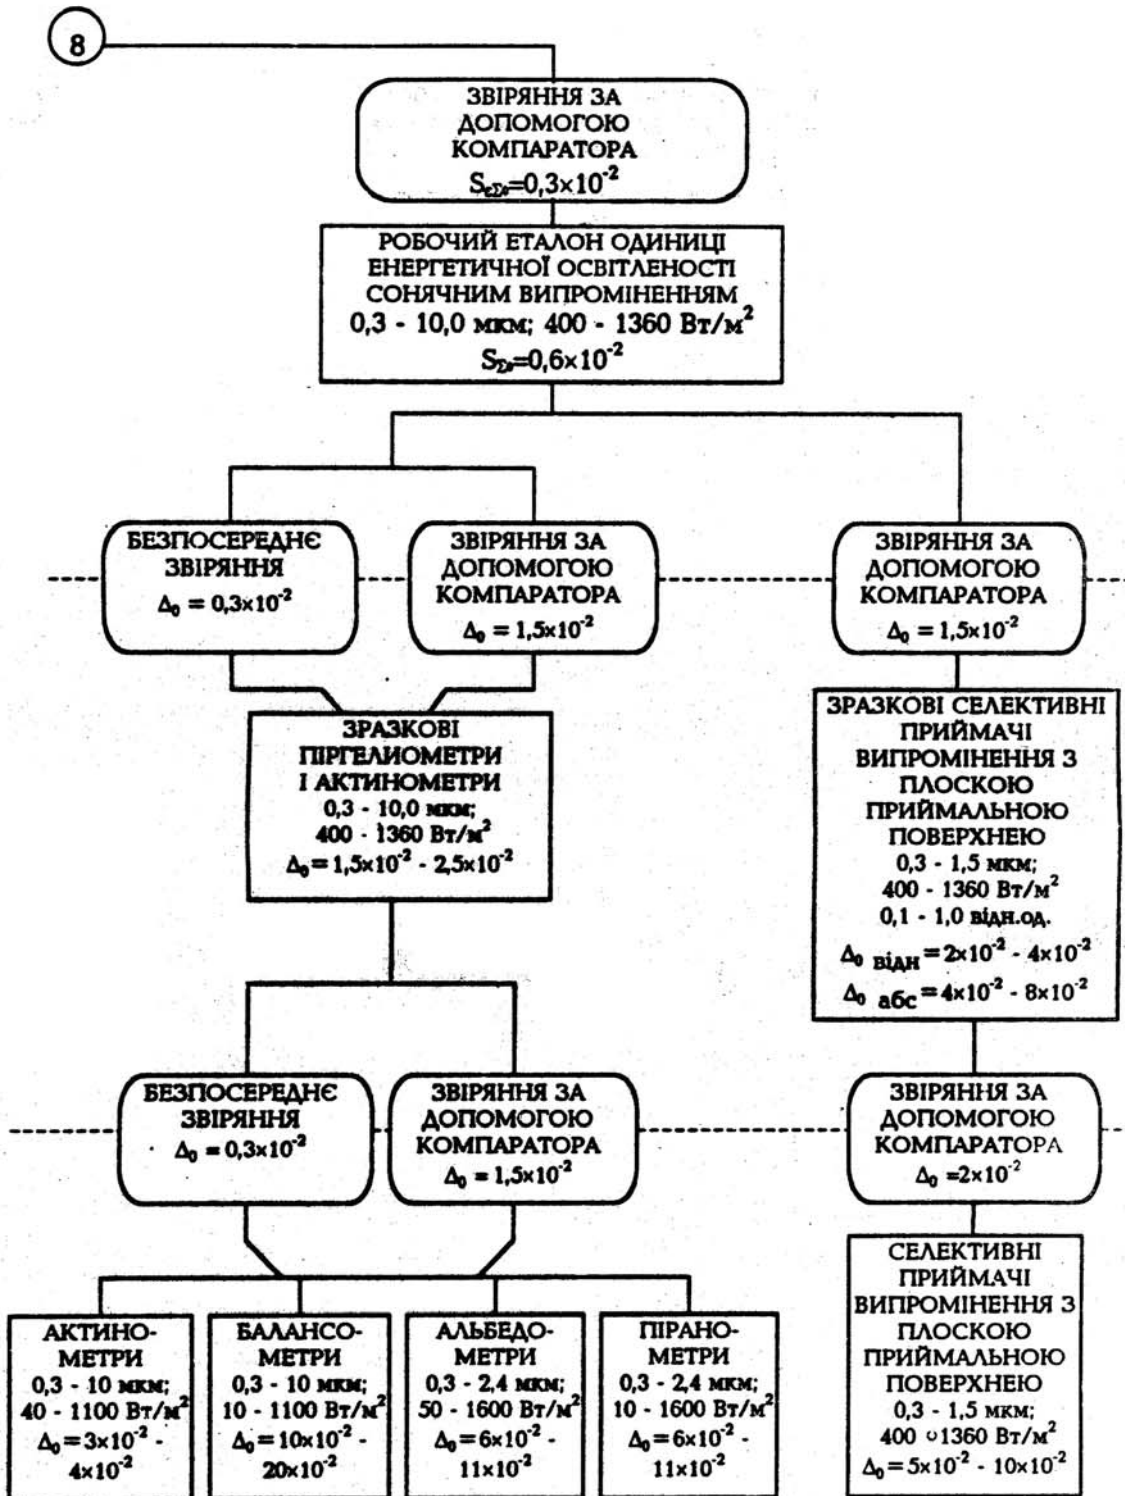 8
ЗВІРЯННЯ ЗА
ДОПОМОГОЮ
КОМПАРАТОРА
S_{εΣ₀}=0,3×10⁻²
РОБОЧИЙ ЕТАЛОН ОДИНИЦІ
ЕНЕРГЕТИЧНОЇ ОСВІТЛЕНОСТІ
СОНЯЧНИМ ВИПРОМІНЕННЯМ
0,3 - 10,0 мкм; 400 - 1360 Вт/м²
S_{Σ₀}=0,6×10⁻²
БЕЗПОСЕРЕДНЄ
ЗВІРЯННЯ
Δ₀ = 0,3×10⁻²
ЗВІРЯННЯ ЗА
ДОПОМОГОЮ
КОМПАРАТОРА
Δ₀ = 1,5×10⁻²
ЗВІРЯННЯ ЗА
ДОПОМОГОЮ
КОМПАРАТОРА
Δ₀ = 1,5×10⁻²
ЗРАЗКОВІ
ПІРГЕЛИОМЕТРИ
І АКТИНОМЕТРИ
0,3 - 10,0 мкм;
400 - 1360 Вт/м²
Δ₀ = 1,5×10⁻² - 2,5×10⁻²
ЗРАЗКОВІ СЕЛЕКТИВНІ
ПРИЙМАЧІ
ВИПРОМІНЕННЯ З
ПЛОСКОЮ
ПРИЙМАЛЬНОЮ
ПОВЕРХНЕЮ
0,3 - 1,5 мкм;
400 - 1360 Вт/м²
0,1 - 1,0 відн.од.
Δ₀ відн = 2×10⁻² - 4×10⁻²
Δ₀ абс = 4×10⁻² - 8×10⁻²
БЕЗПОСЕРЕДНЄ
ЗВІРЯННЯ
Δ₀ = 0,3×10⁻²
ЗВІРЯННЯ ЗА
ДОПОМОГОЮ
КОМПАРАТОРА
Δ₀ = 1,5×10⁻²
ЗВІРЯННЯ ЗА
ДОПОМОГОЮ
КОМПАРАТОРА
Δ₀ =2×10⁻²
АКТИНО-
МЕТРИ
0,3 - 10 мкм;
40 - 1100 Вт/м²
Δ₀ = 3×10⁻² -
4×10⁻²
БАЛАНСО-
МЕТРИ
0,3 - 10 мкм;
10 - 1100 Вт/м²
Δ₀ = 10×10⁻² -
20×10⁻²
АЛЬБЕДО-
МЕТРИ
0,3 - 2,4 мкм;
50 - 1600 Вт/м²
Δ₀ = 6×10⁻² -
11×10⁻²
ПІРАНО-
МЕТРИ
0,3 - 2,4 мкм;
10 - 1600 Вт/м²
Δ₀ = 6×10⁻² -
11×10⁻²
СЕЛЕКТИВНІ
ПРИЙМАЧІ
ВИПРОМІНЕННЯ З
ПЛОСКОЮ
ПРИЙМАЛЬНОЮ
ПОВЕРХНЕЮ
0,3 - 1,5 мкм;
400 - 1360 Вт/м²
Δ₀ = 5×10⁻² - 10×10⁻²